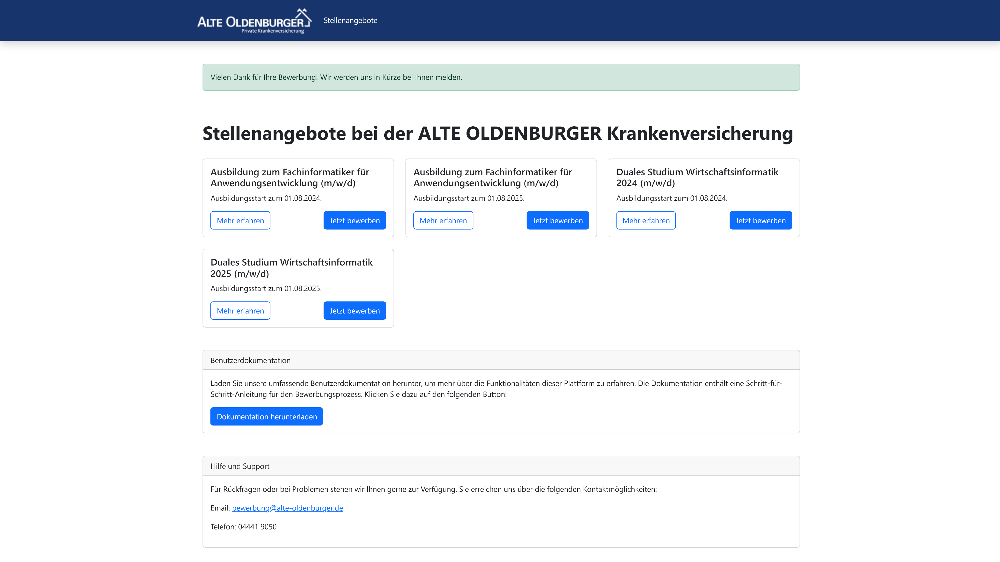 ALTE OLDENBURGER
Private Krankenversicherung
Stellenangebote
Vielen Dank für Ihre Bewerbung! Wir werden uns in Kürze bei Ihnen melden.
Stellenangebote bei der ALTE OLDENBURGER Krankenversicherung
Ausbildung zum Fachinformatiker für
Anwendungsentwicklung (m/w/d)
Ausbildungsstart zum 01.08.2024.
Mehr erfahren
Jetzt bewerben
Ausbildung zum Fachinformatiker für
Anwendungsentwicklung (m/w/d)
Ausbildungsstart zum 01.08.2025.
Mehr erfahren
Jetzt bewerben
Duales Studium Wirtschaftsinformatik
2024 (m/w/d)
Ausbildungsstart zum 01.08.2024.
Mehr erfahren
Jetzt bewerben
Duales Studium Wirtschaftsinformatik
2025 (m/w/d)
Ausbildungsstart zum 01.08.2025.
Mehr erfahren
Jetzt bewerben
Benutzerdokumentation
Laden Sie unsere umfassende Benutzerdokumentation herunter, um mehr über die Funktionalitäten dieser Plattform zu erfahren. Die Dokumentation enthält eine Schritt-für-
Schritt-Anleitung für den Bewerbungsprozess. Klicken Sie dazu auf den folgenden Button:
Dokumentation herunterladen
Hilfe und Support
Für Rückfragen oder bei Problemen stehen wir Ihnen gerne zur Verfügung. Sie erreichen uns über die folgenden Kontaktmöglichkeiten:
Email: bewerbung@alte-oldenburger.de
Telefon: 04441 9050